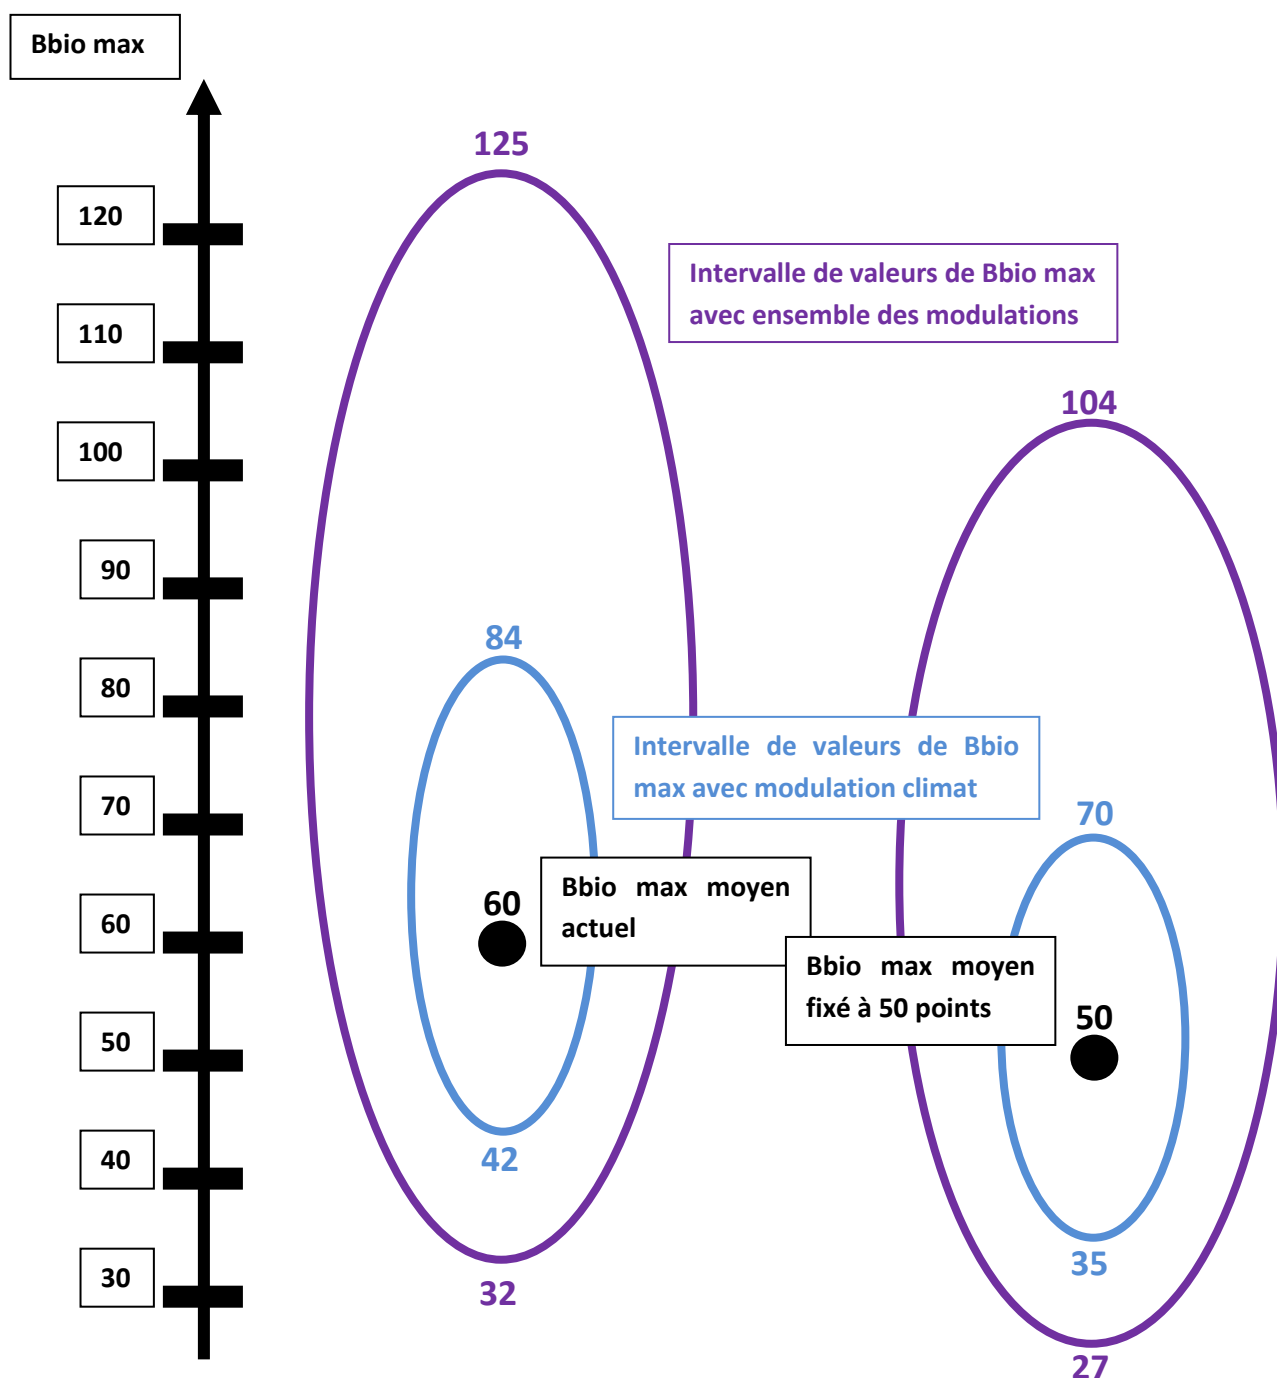 Bbio max
125
120
Intervalle de valeurs de Bbio max
avec ensemble des modulations
110
104
100
90
84
80
Intervalle de valeurs de Bbio
max avec modulation climat
70
70
60
60
Bbio max moyen
actuel
Bbio max moyen
fixé à 50 points
50
50
42
40
35
30
32
27